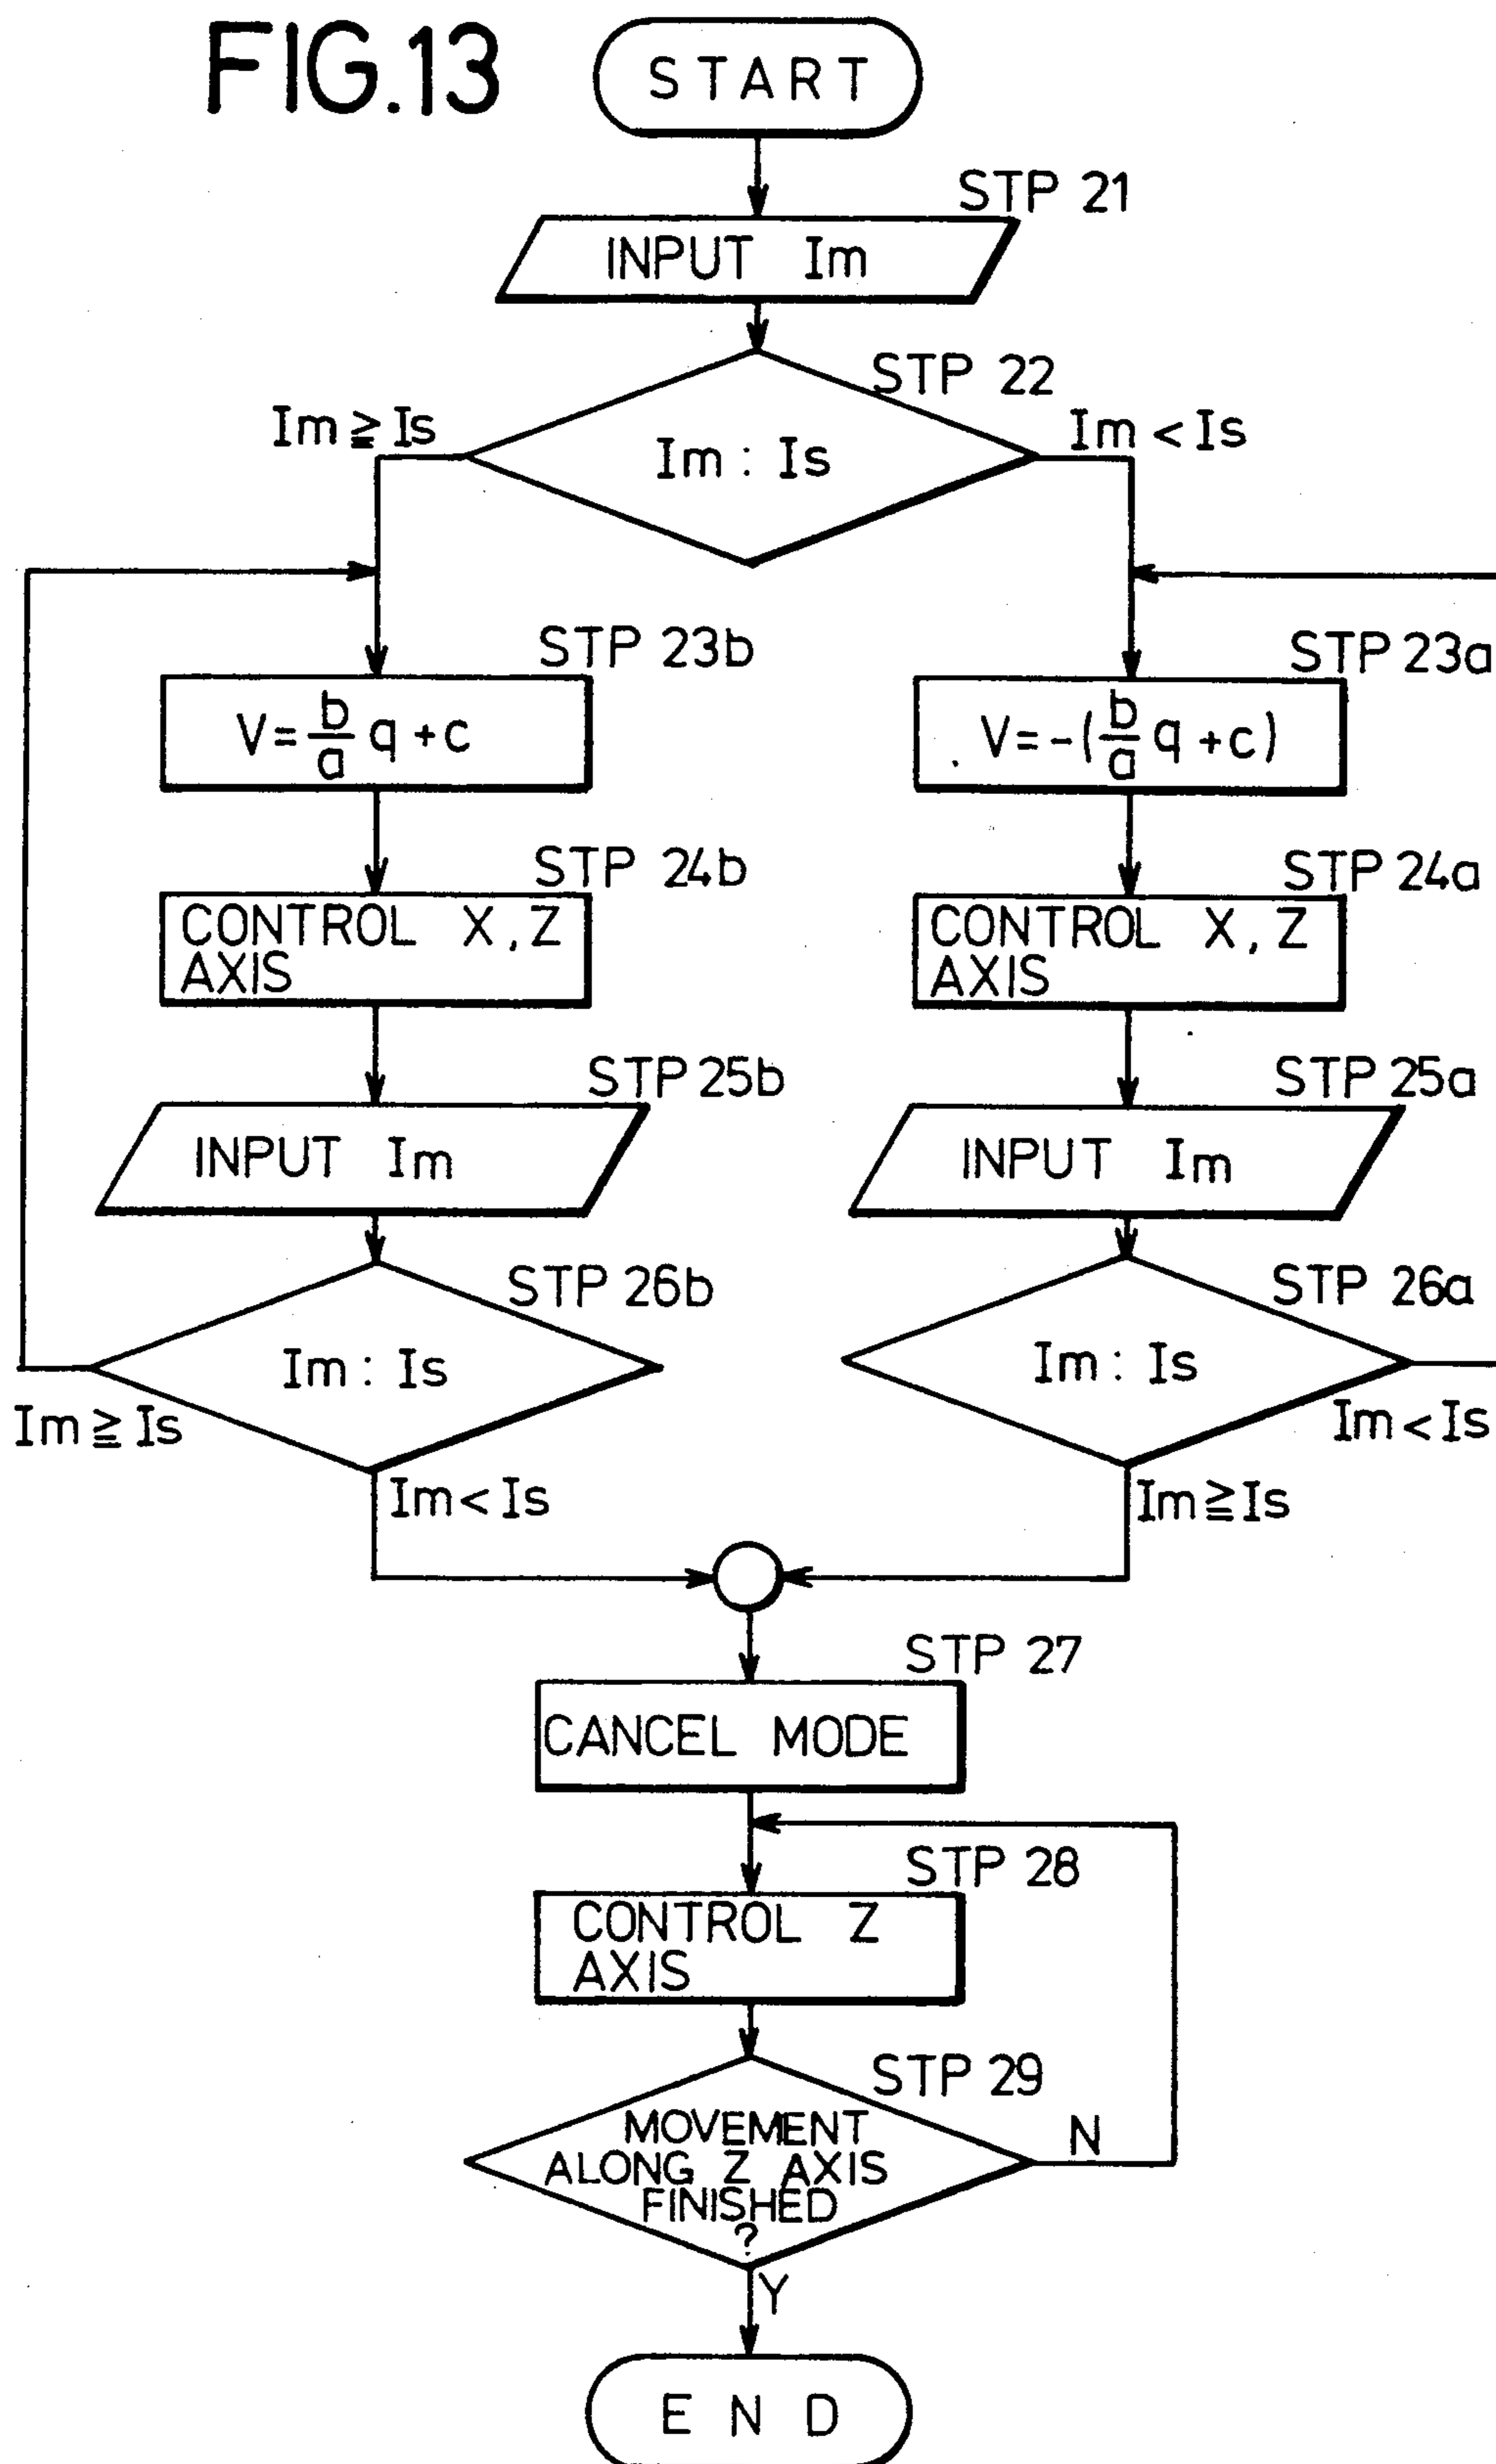 FIG.13
START
STP 21
INPUT Im
STP 22
Im ≧ Is
Im : Is
Im < Is
STP 23b
V = b/a q + c
STP 23a
V = -(b/a q + c)
STP 24b
CONTROL X, Z
AXIS
STP 24a
CONTROL X, Z
AXIS
STP 25b
INPUT Im
STP 25a
INPUT Im
STP 26b
Im : Is
Im ≧ Is
Im < Is
STP 26a
Im : Is
Im < Is
Im ≧ Is
STP 27
CANCEL MODE
STP 28
CONTROL Z
AXIS
STP 29
MOVEMENT
ALONG Z AXIS
FINISHED
?
N
Y
END